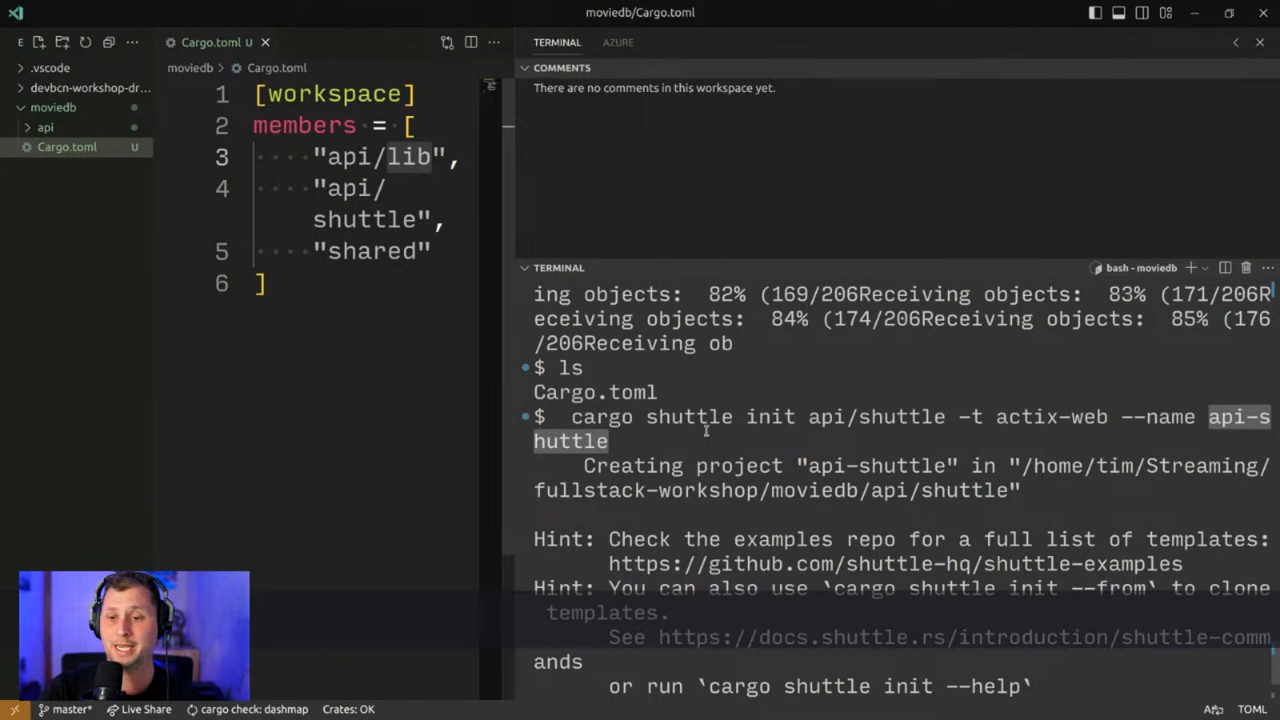 moviedb/Cargo.toml
E
Cargo.toml U
TERMINAL AZURE
.vscode
devbcn-workshop-dr...
moviedb
api
Cargo.toml U
moviedb > Cargo.toml
1 [workspace]
2 members = [
3 "api/lib",
4 "api/
shuttle",
5 "shared"
6 ]
COMMENTS
There are no comments in this workspace yet.
TERMINAL
bash - moviedb
ing objects:  82% (169/206Receiving objects:  83% (171/206R
eceiving objects:  84% (174/206Receiving objects:  85% (176
/206Receiving ob
$ ls
Cargo.toml
$  cargo shuttle init api/shuttle -t actix-web --name api-s
huttle
Creating project "api-shuttle" in "/home/tim/Streaming/
fullstack-workshop/moviedb/api/shuttle"
Hint: Check the examples repo for a full list of templates:
https://github.com/shuttle-hq/shuttle-examples
Hint: You can also use `cargo shuttle init --from` to clone
templates.
See https://docs.shuttle.rs/introduction/shuttle-comm
ands
or run `cargo shuttle init --help`
master* Live Share cargo check: dashmap Crates: OK TOML